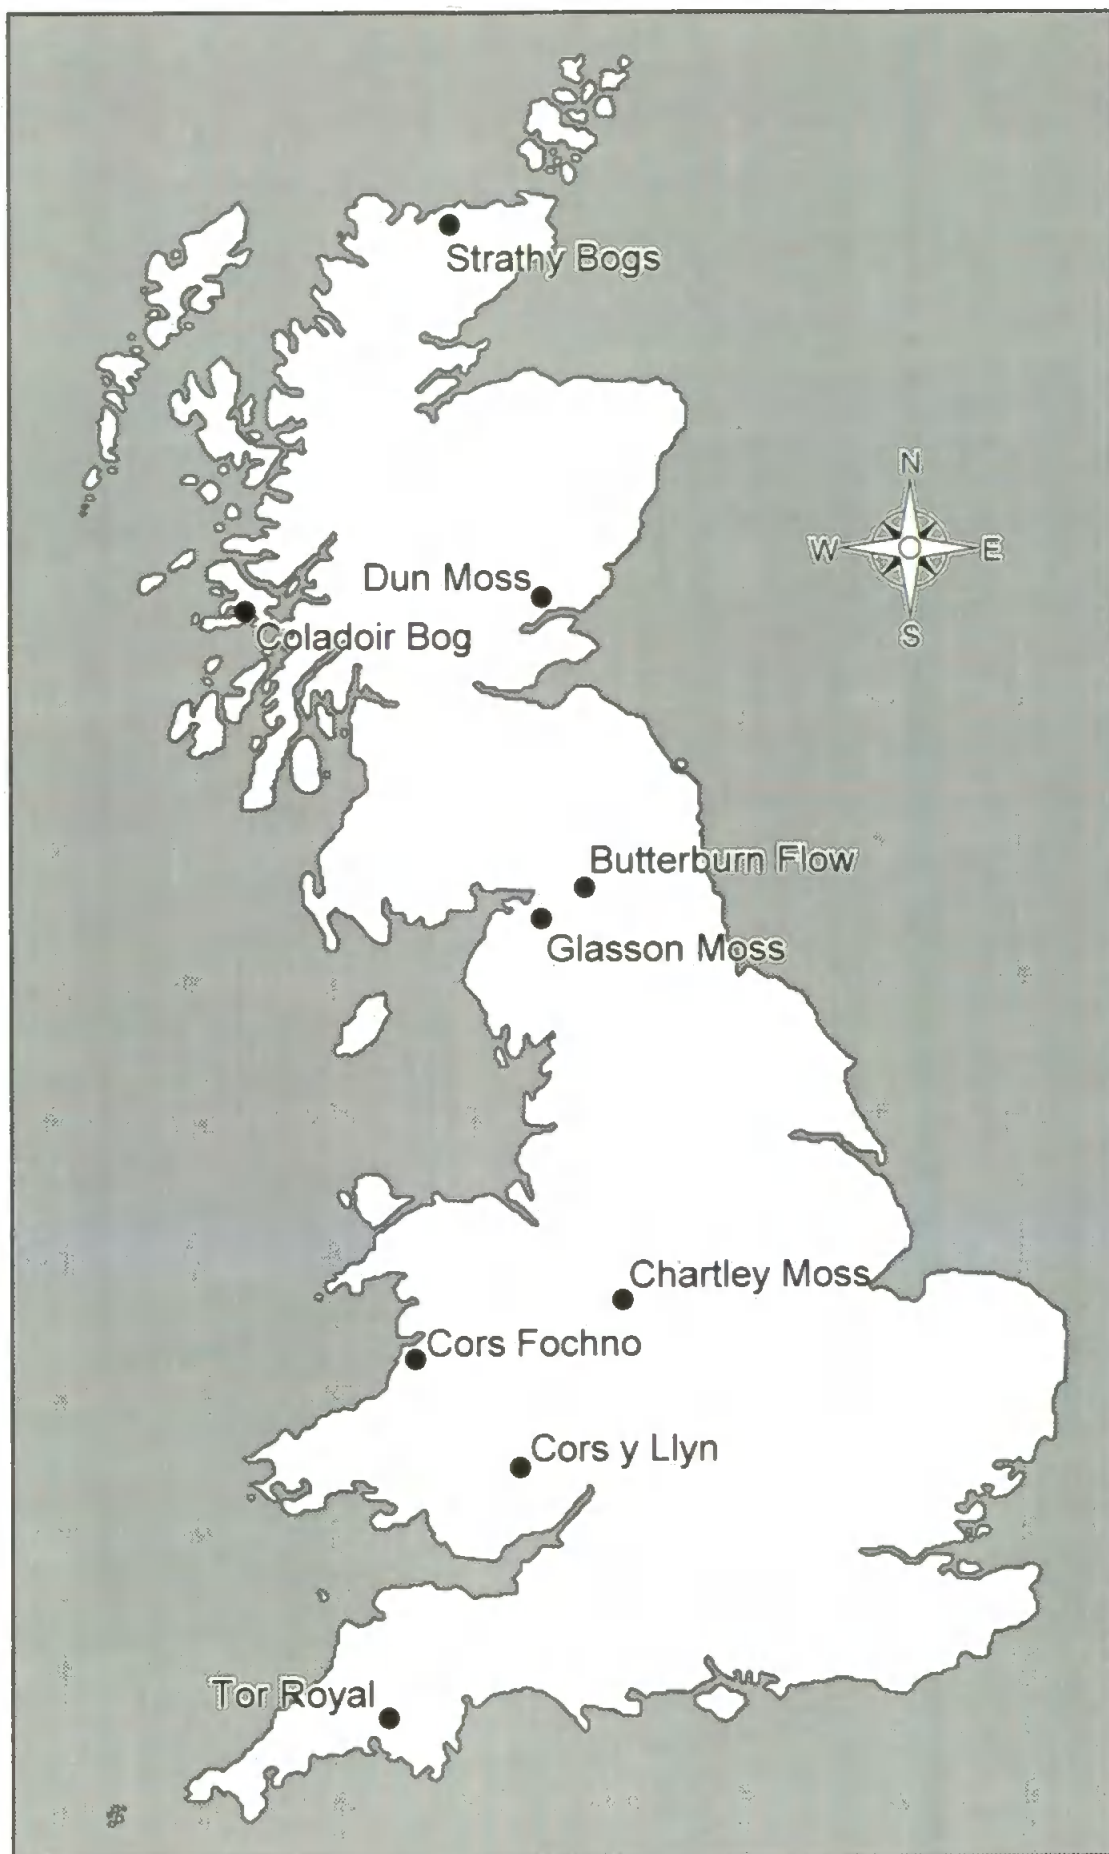 Strathy Bogs
N
W
E
S
Dun Moss
Coladoir Bog
Butterburn Flow
Glasson Moss
Chartley Moss
Cors Fochno
Cors y Llyn
Tor Royal